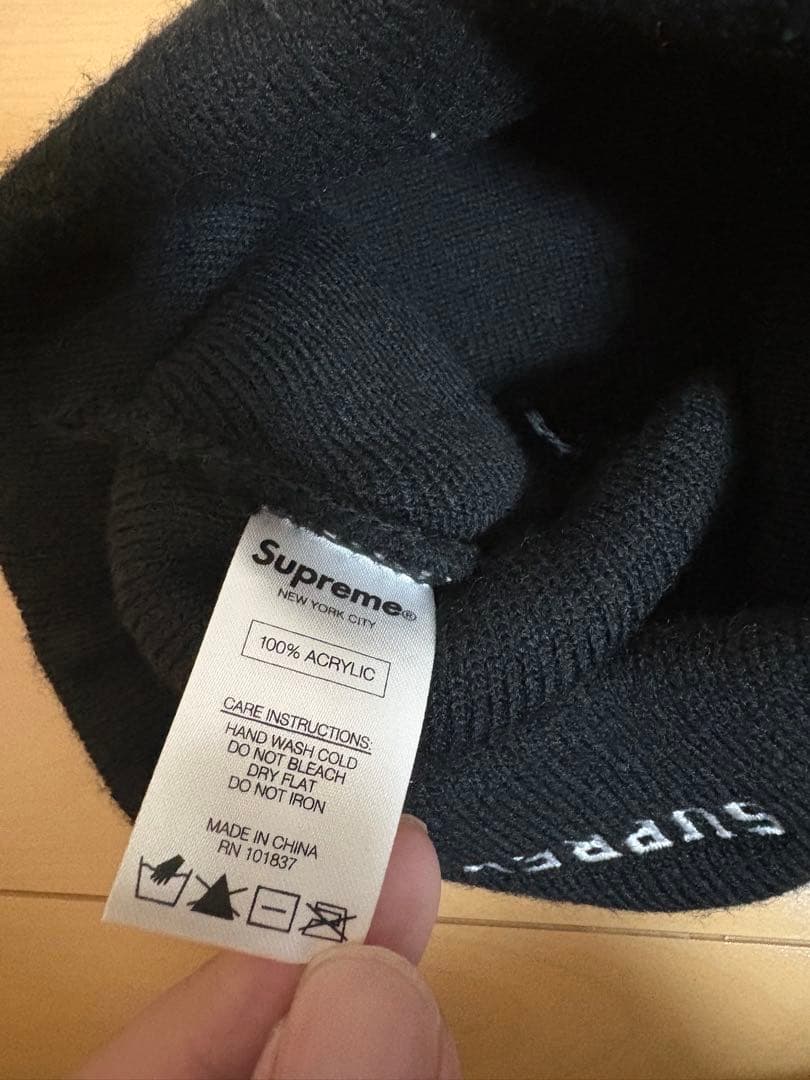 Supreme®
NEW YORK CITY
100% ACRYLIC
CARE INSTRUCTIONS:
HAND WASH COLD
DO NOT BLEACH
DRY FLAT
DO NOT IRON
MADE IN CHINA
RN 101837